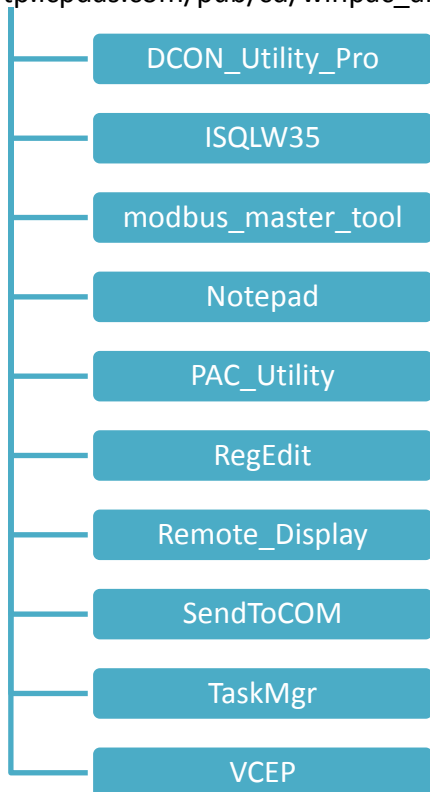 DCON_Utility_Pro
ISQLW35
modbus_master_tool
Notepad
PAC_Utility
RegEdit
Remote_Display
SendToCOM
TaskMgr
VCEP